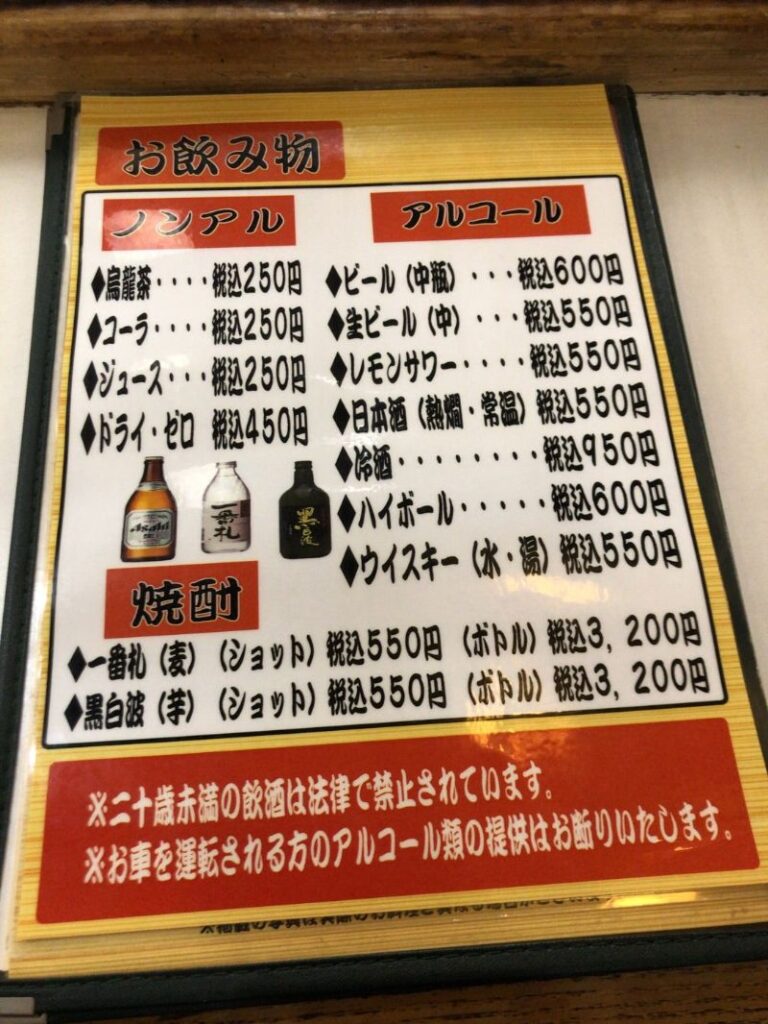 お飲み物
ノンアル
◆烏龍茶・・・・税込250円
◆コーラ・・・・税込250円
◆ジュース・・・税込250円
◆ドライ・ゼロ 税込450円
アルコール
◆ビール（中瓶）・・・税込600円
◆生ビール（中）・・・税込550円
◆レモンサワー・・・・税込550円
◆日本酒（熱燗・常温）税込550円
◆冷酒・・・・・・・・税込950円
◆ハイボール・・・・・税込600円
◆ウイスキー（水・湯）税込550円
Asahi
一番札
黒白波
焼酎
◆一番札（麦）（ショット）税込550円 （ボトル）税込3,200円
◆黒白波（芋）（ショット）税込550円 （ボトル）税込3,200円
※二十歳未満の飲酒は法律で禁止されています。
※お車を運転される方のアルコール類の提供はお断りいたします。